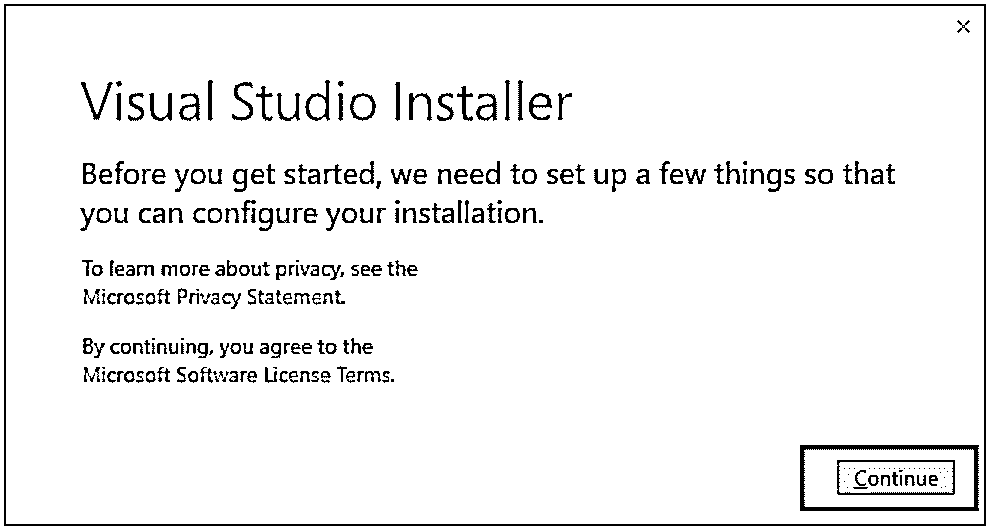 Visual Studio Installer
Before you get started, we need to set up a few things so that
you can configure your installation.
To learn more about privacy, see the
Microsoft Privacy Statement.
By continuing, you agree to the
Microsoft Software License Terms.
Continue